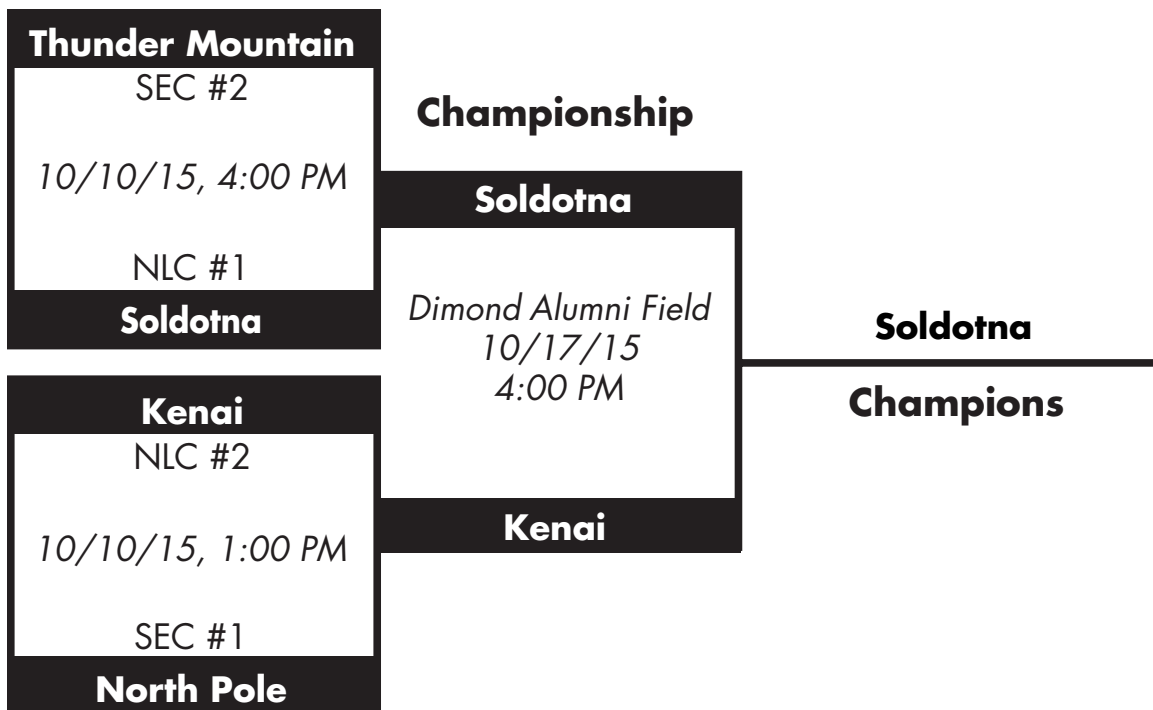 Thunder Mountain
SEC #2
10/10/15, 4:00 PM
NLC #1
Soldotna
Kenai
NLC #2
10/10/15, 1:00 PM
SEC #1
North Pole
Championship
Soldotna
Dimond Alumni Field
10/17/15
4:00 PM
Kenai
Soldotna
Champions